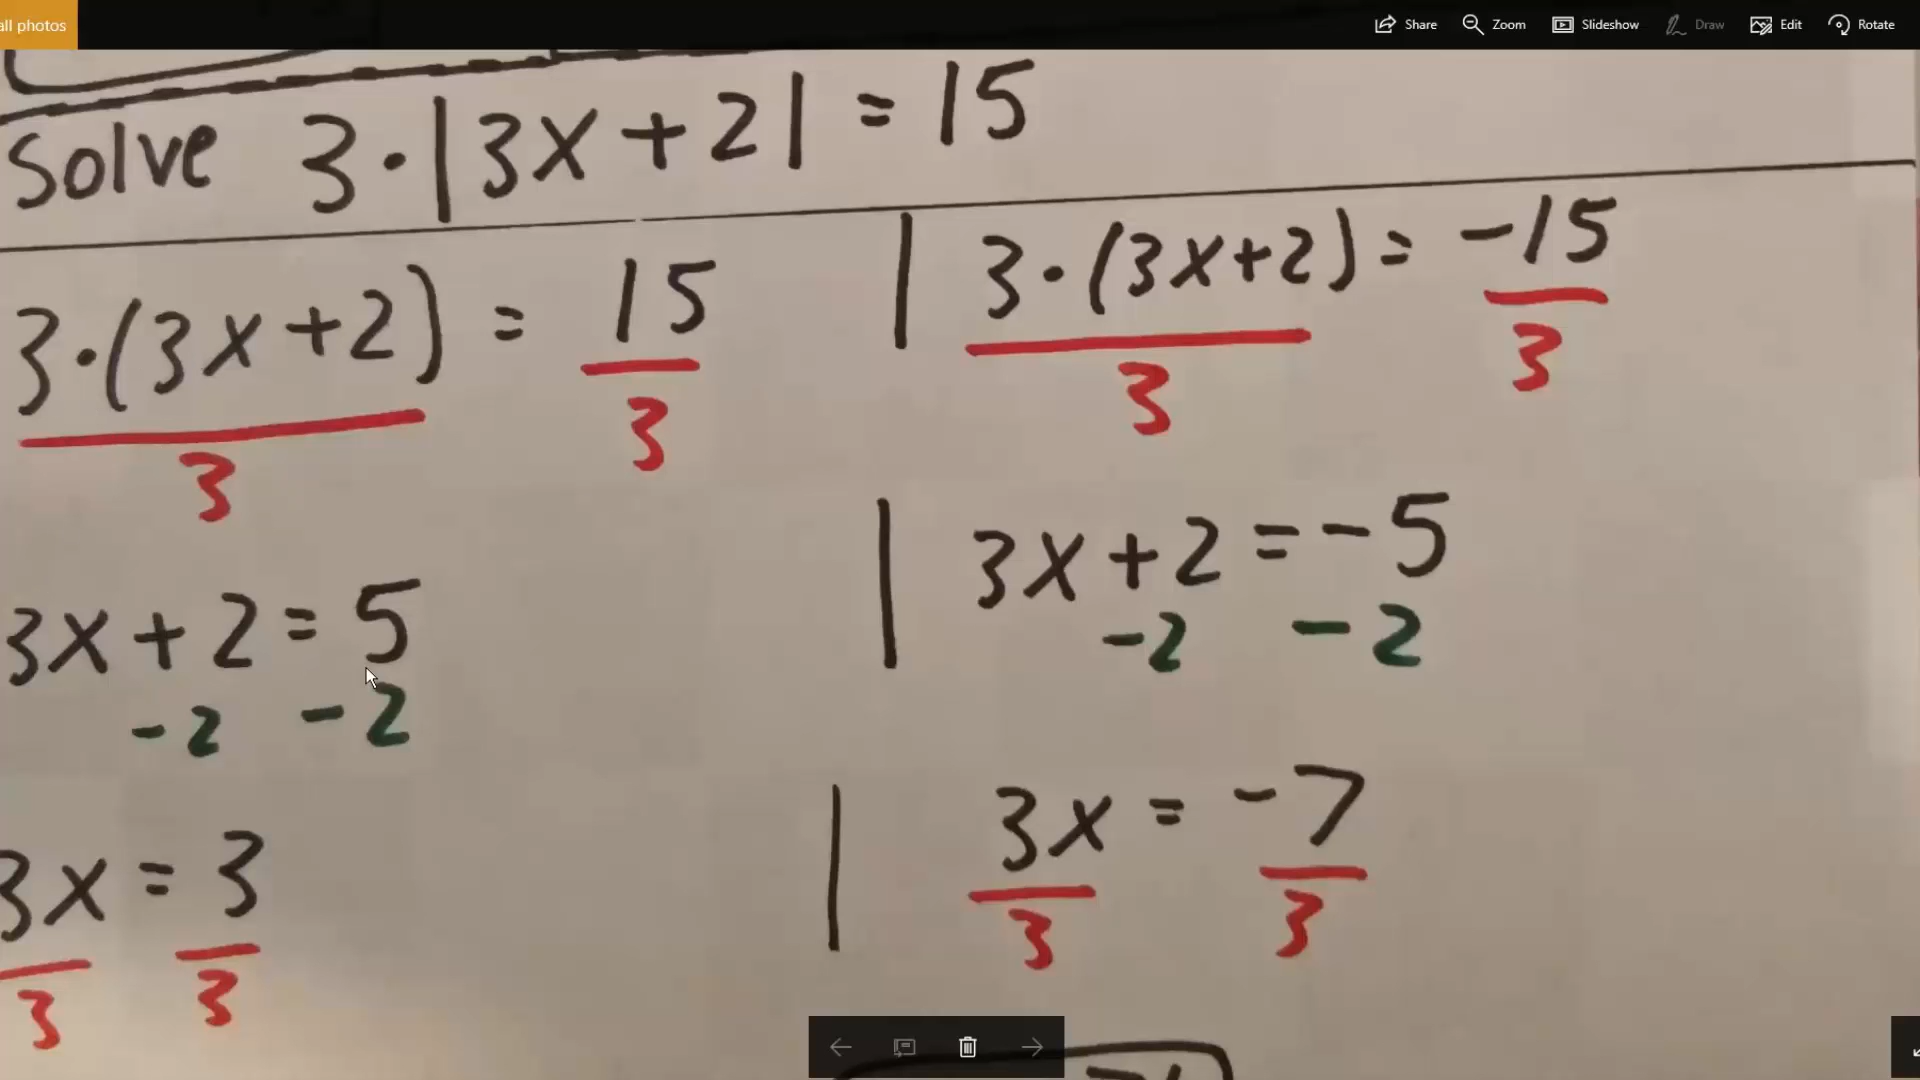 all photos
Share Zoom Slideshow Draw Edit Rotate
Solve 3·|3x+2| = 15
3·(3x+2) = 15 | 3·(3x+2) = -15
3 3 3 3
3x+2=5 | 3x+2=-5
-2 -2 -2 -2
3x = 3 | 3x = -7
3 3 3 3